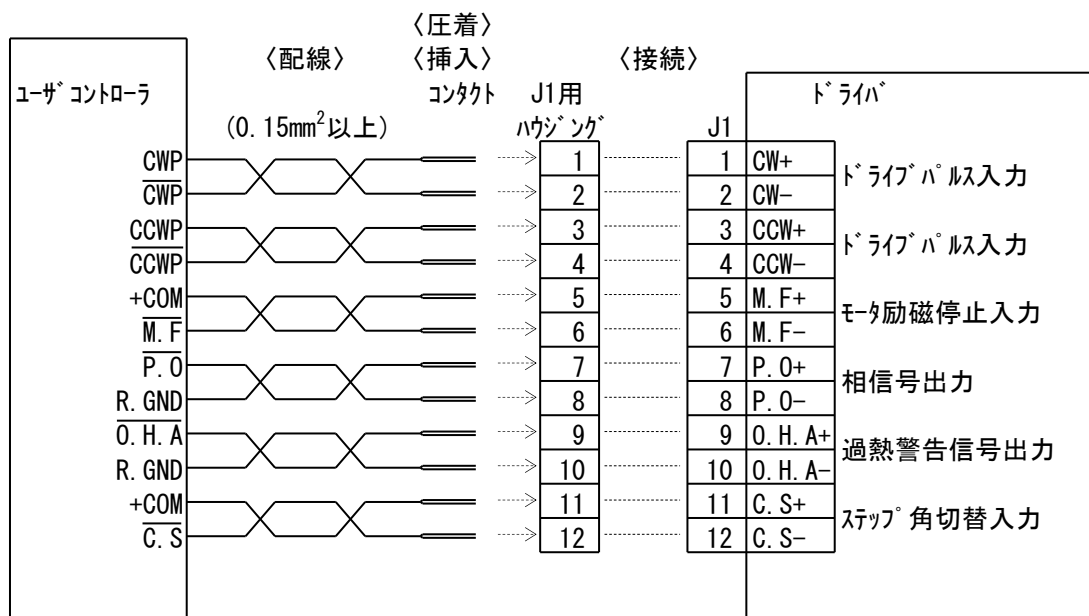 〈圧着〉
〈配線〉 〈挿入〉 〈接続〉
ﾕｰｻﾞｺﾝﾄﾛｰﾗ ｺﾝﾀｸﾄ J1用 ﾄﾞﾗｲﾊﾞ
(0.15mm²以上) ﾊｳｼﾞﾝｸﾞ J1
CWP 1 1 CW+
ﾄﾞﾗｲﾌﾞﾊﾟﾙｽ入力
C̅W̅P̅ 2 2 CW−
CCWP 3 3 CCW+
ﾄﾞﾗｲﾌﾞﾊﾟﾙｽ入力
C̅C̅W̅P̅ 4 4 CCW−
+COM 5 5 M.F+
ﾓｰﾀ励磁停止入力
M̅.̅F̅ 6 6 M.F−
P̅.̅O̅ 7 7 P.O+
相信号出力
R.GND 8 8 P.O−
O̅.̅H̅.̅A̅ 9 9 O.H.A+
過熱警告信号出力
R.GND 10 10 O.H.A−
+COM 11 11 C.S+
ｽﾃｯﾌﾟ角切替入力
C̅.̅S̅ 12 12 C.S−